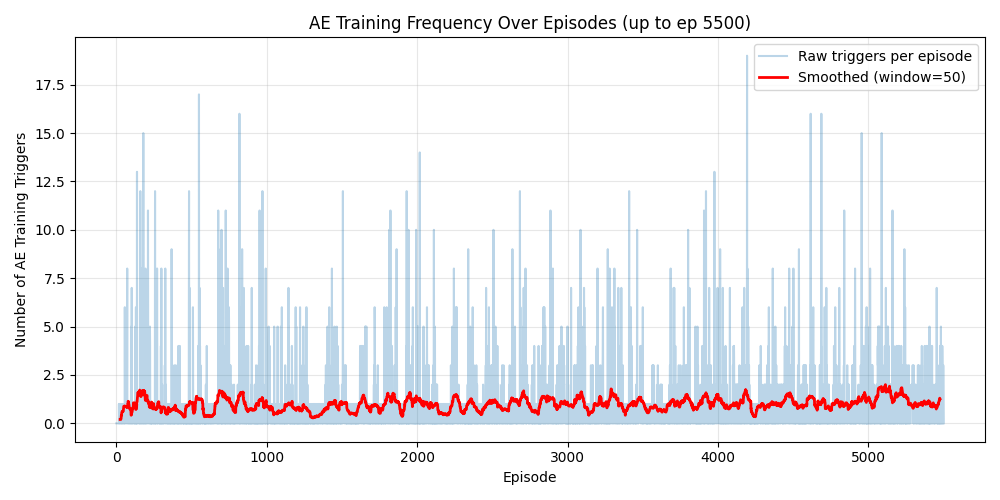 AE Training Frequency Over Episodes (up to ep 5500)
Raw triggers per episode
Smoothed (window=50)
Number of AE Training Triggers
17.5
15.0
12.5
10.0
7.5
5.0
2.5
0.0
0 1000 2000 3000 4000 5000
Episode